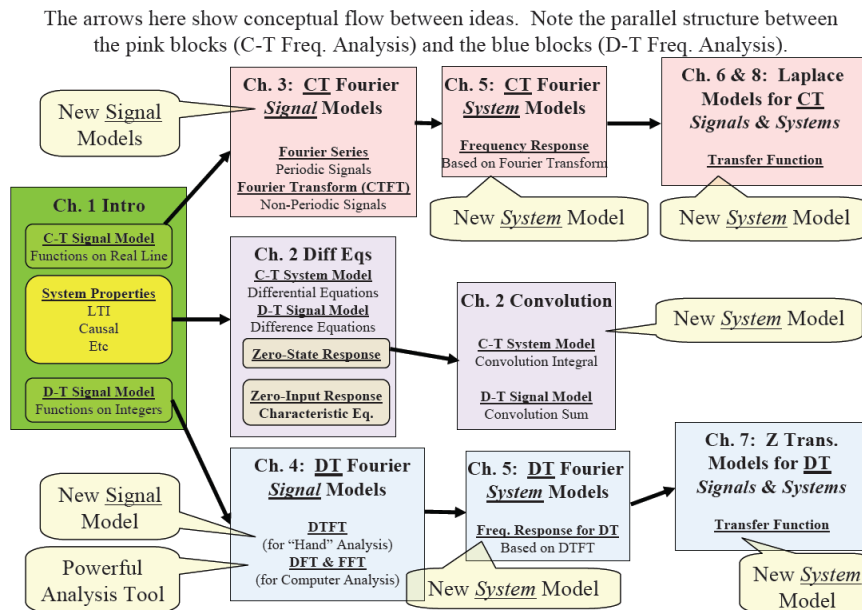 The arrows here show conceptual flow between ideas. Note the parallel structure between
the pink blocks (C-T Freq. Analysis) and the blue blocks (D-T Freq. Analysis).
New Signal
Models
Ch. 3: CT Fourier
Signal Models
Fourier Series
Periodic Signals
Fourier Transform (CTFT)
Non-Periodic Signals
Ch. 5: CT Fourier
System Models
Frequency Response
Based on Fourier Transform
New System Model
Ch. 6 & 8: Laplace
Models for CT
Signals & Systems
Transfer Function
New System Model
Ch. 1 Intro
C-T Signal Model
Functions on Real Line
System Properties
LTI
Causal
Etc
D-T Signal Model
Functions on Integers
Ch. 2 Diff Eqs
C-T System Model
Differential Equations
D-T Signal Model
Difference Equations
Zero-State Response
Zero-Input Response
Characteristic Eq.
Ch. 2 Convolution
C-T System Model
Convolution Integral
D-T Signal Model
Convolution Sum
New System Model
New Signal
Model
Powerful
Analysis Tool
Ch. 4: DT Fourier
Signal Models
DTFT
(for “Hand” Analysis)
DFT & FFT
(for Computer Analysis)
Ch. 5: DT Fourier
System Models
Freq. Response for DT
Based on DTFT
New System Model
Ch. 7: Z Trans.
Models for DT
Signals & Systems
Transfer Function
New System
Model